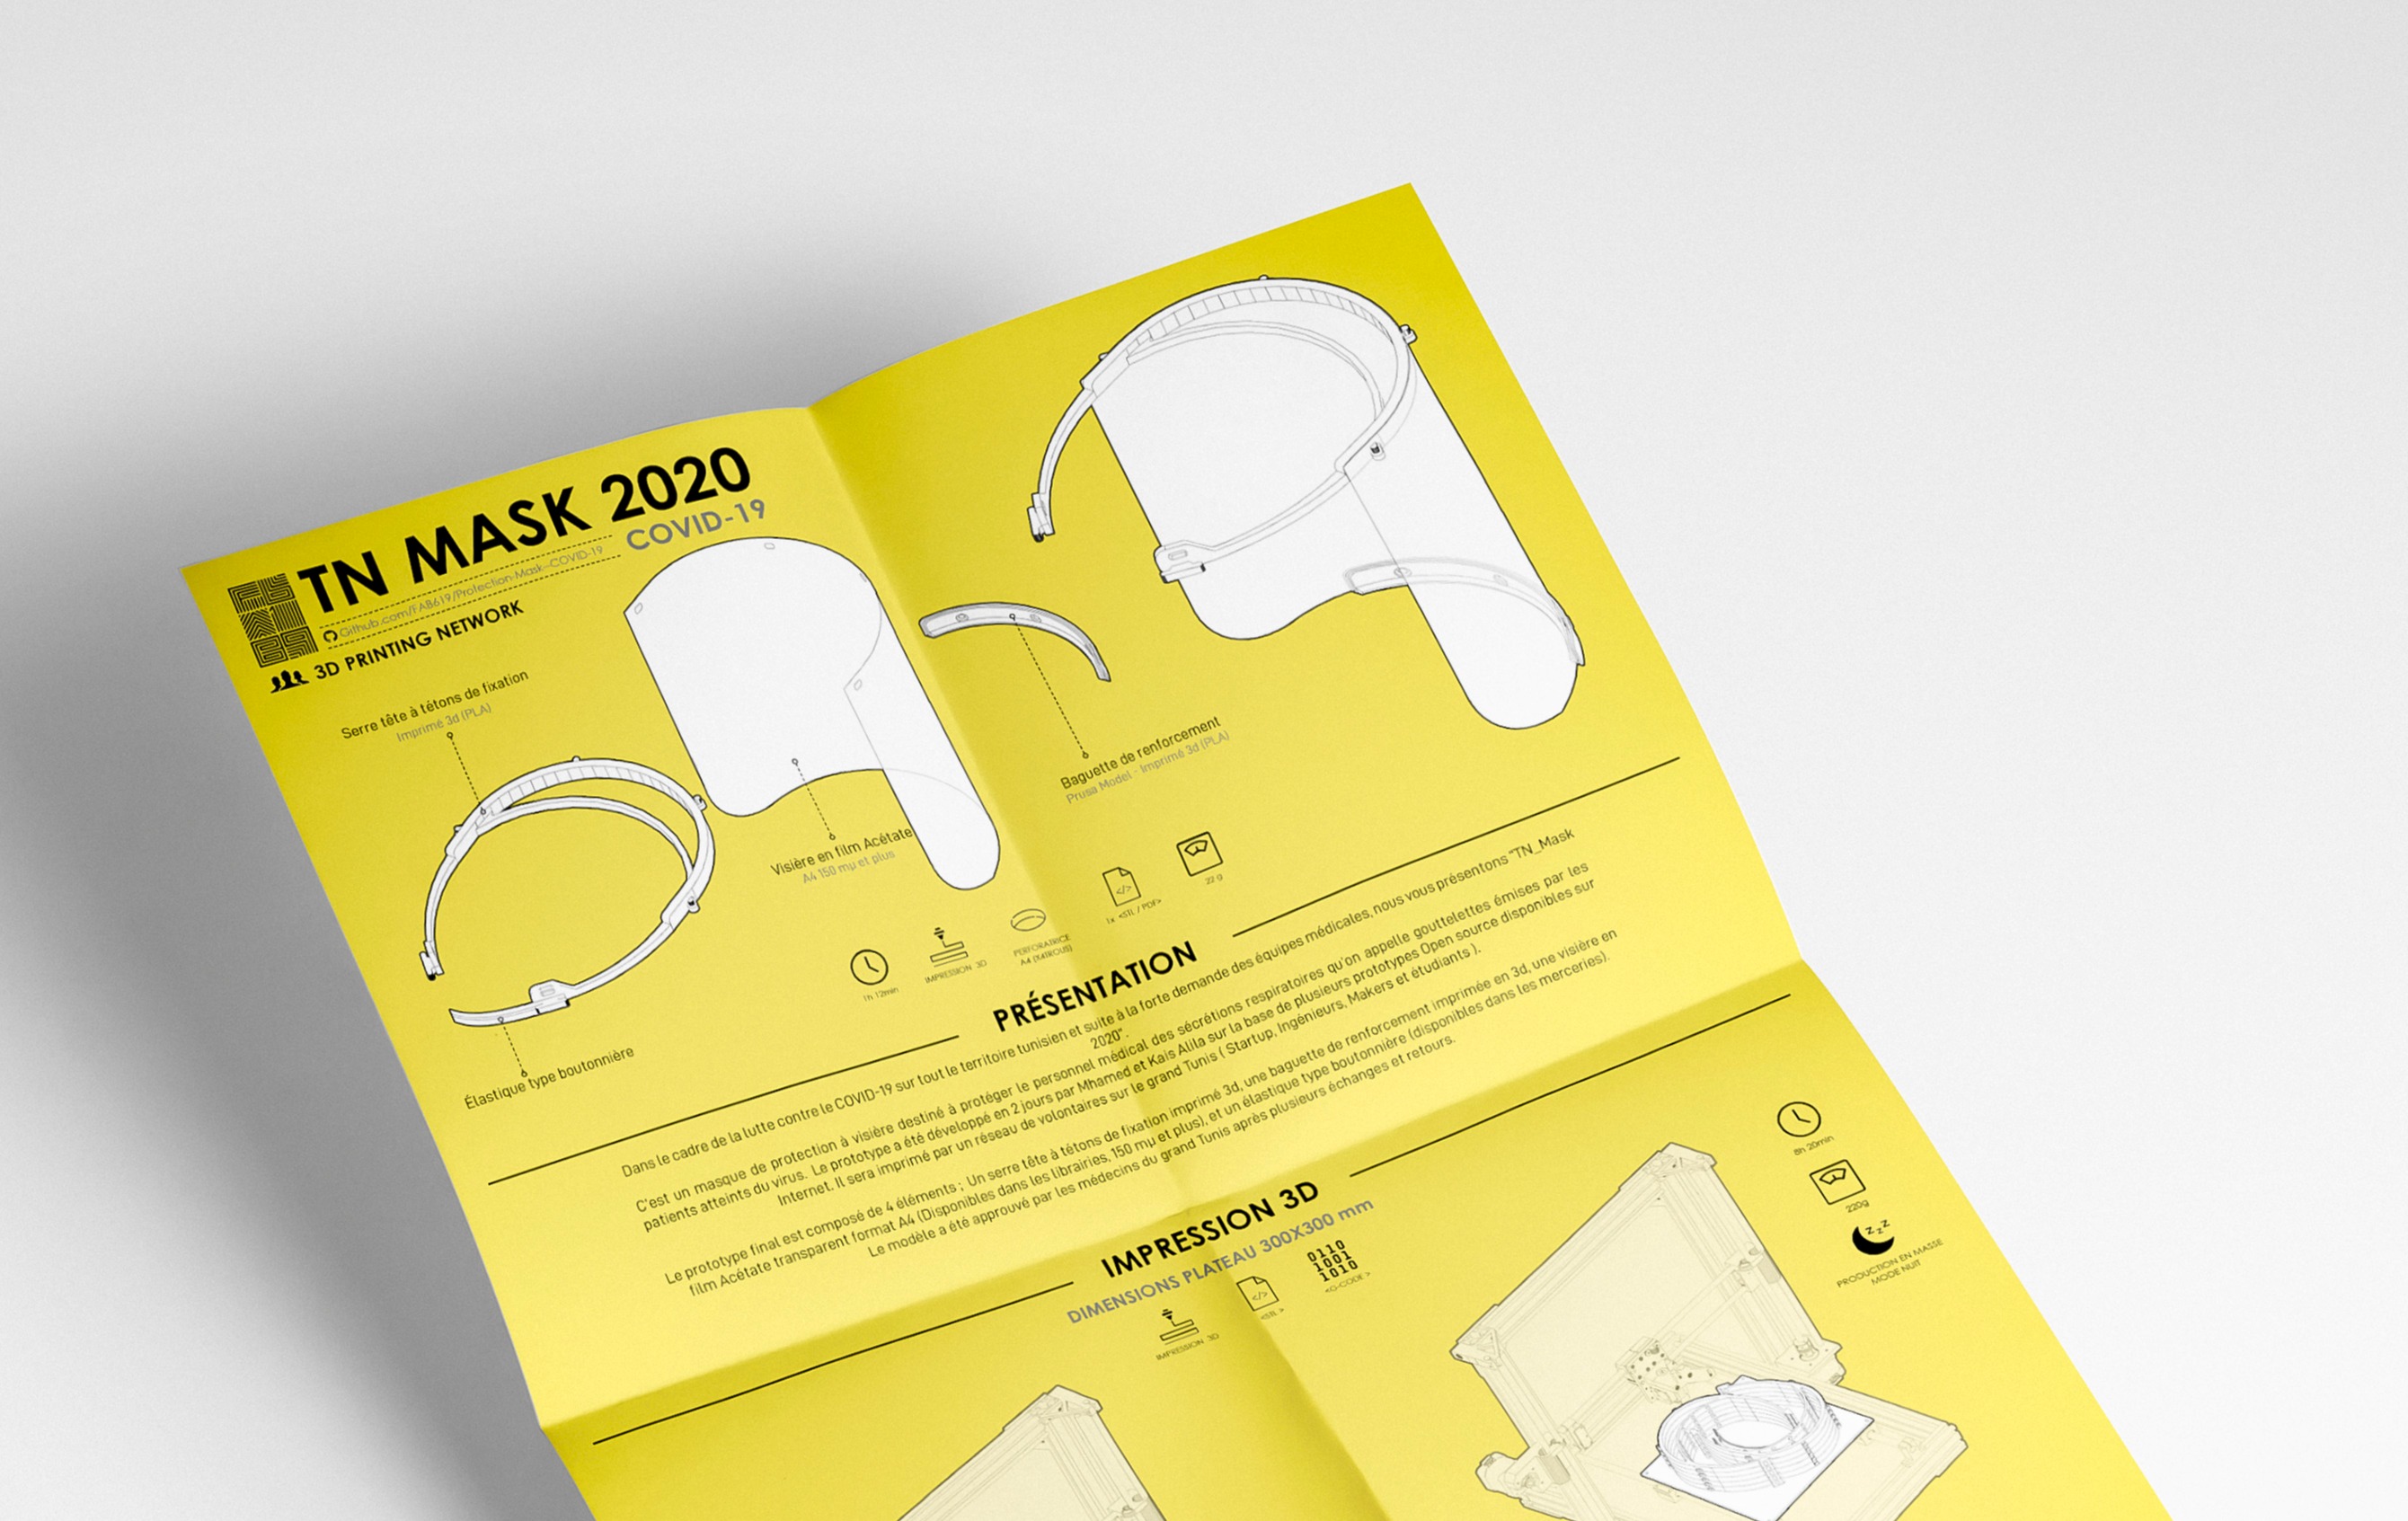 TN MASK 2020
COVID-19
Github.com/FAB619/Protection-Mask--COVID-19
3D PRINTING NETWORK
Serre tête à tétons de fixation
Imprimé 3d (PLA)
Visière en film Acétate
A4 150 mµ et plus
Élastique type boutonnière
Baguette de renforcement
Prusa Model - Imprimé 3d (PLA)
1h 12min
IMPRESSION 3D
PERFORATRICE
A4 (X4TROUS)
1x <STL / PDF>
22 g
PRÉSENTATION
Dans le cadre de la lutte contre le COVID-19 sur tout le territoire tunisien et suite à la forte demande des équipes médicales, nous vous présentons "TN_Mask
2020".
C'est un masque de protection à visière destiné à protéger le personnel médical des sécrétions respiratoires qu'on appelle gouttelettes émises par les
patients atteints du virus. Le prototype a été développé en 2 jours par Mhamed et Kais Alila sur la base de plusieurs prototypes Open source disponibles sur
Internet. Il sera imprimé par un réseau de volontaires sur le grand Tunis ( Startup, Ingénieurs, Makers et étudiants ).
Le prototype final est composé de 4 éléments ; Un serre tête à tétons de fixation imprimé 3d, une baguette de renforcement imprimée en 3d, une visière en
film Acétate transparent format A4 (Disponibles dans les librairies, 150 mµ et plus), et un élastique type boutonnière (disponibles dans les merceries).
Le modèle a été approuvé par les médecins du grand Tunis après plusieurs échanges et retours.
IMPRESSION 3D
DIMENSIONS PLATEAU 300X300 mm
IMPRESSION 3D
<STL >
0110
1001
1010
<G-CODE >
8h 20min
220g
zzz
PRODUCTION EN MASSE
MODE NUIT